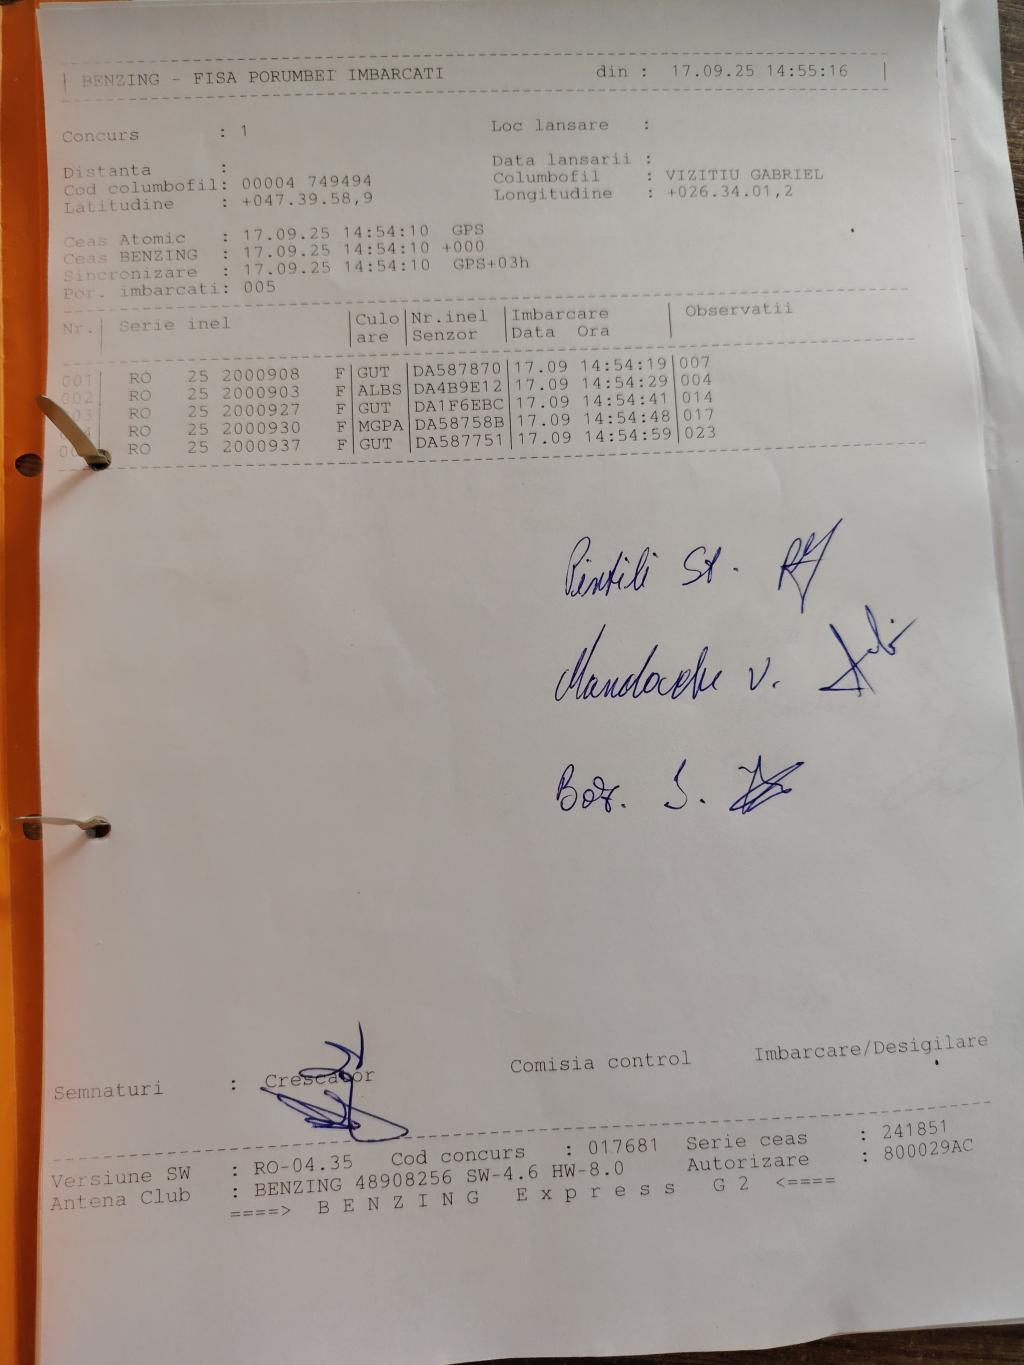 BENZING - FISA PORUMBEI IMBARCATI din : 17.09.25 14:55:16
Concurs : 1 Loc lansare :
Distanta : Data lansarii :
Cod columbofil: 00004 749494 Columbofil : VIZITIU GABRIEL
Latitudine : +047.39.58,9 Longitudine : +026.34.01,2
Ceas Atomic : 17.09.25 14:54:10 GPS
Ceas BENZING : 17.09.25 14:54:10 +000
Sincronizare : 17.09.25 14:54:10 GPS+03h
Por. imbarcati: 005
Nr. | Serie inel | Culo | Nr.inel | Imbarcare | Observatii
are | Senzor | Data Ora
001 RO 25 2000908 F | GUT | DA587870 | 17.09 14:54:19 | 007
002 RO 25 2000903 F | ALBS | DA4B9E12 | 17.09 14:54:29 | 004
03 RO 25 2000927 F | GUT | DA1F6EBC | 17.09 14:54:41 | 014
4 RO 25 2000930 F | MGPA | DA58758B | 17.09 14:54:48 | 017
00 RO 25 2000937 F | GUT | DA587751 | 17.09 14:54:59 | 023
Pintili St.
Mandache V.
Semnaturi : Crescator Comisia control Imbarcare/Desigilare
Versiune SW : RO-04.35 Cod concurs : 017681 Serie ceas : 241851
Antena Club : BENZING 48908256 SW-4.6 HW-8.0 Autorizare : 800029AC
====> B E N Z I N G E x p r e s s G 2 <====